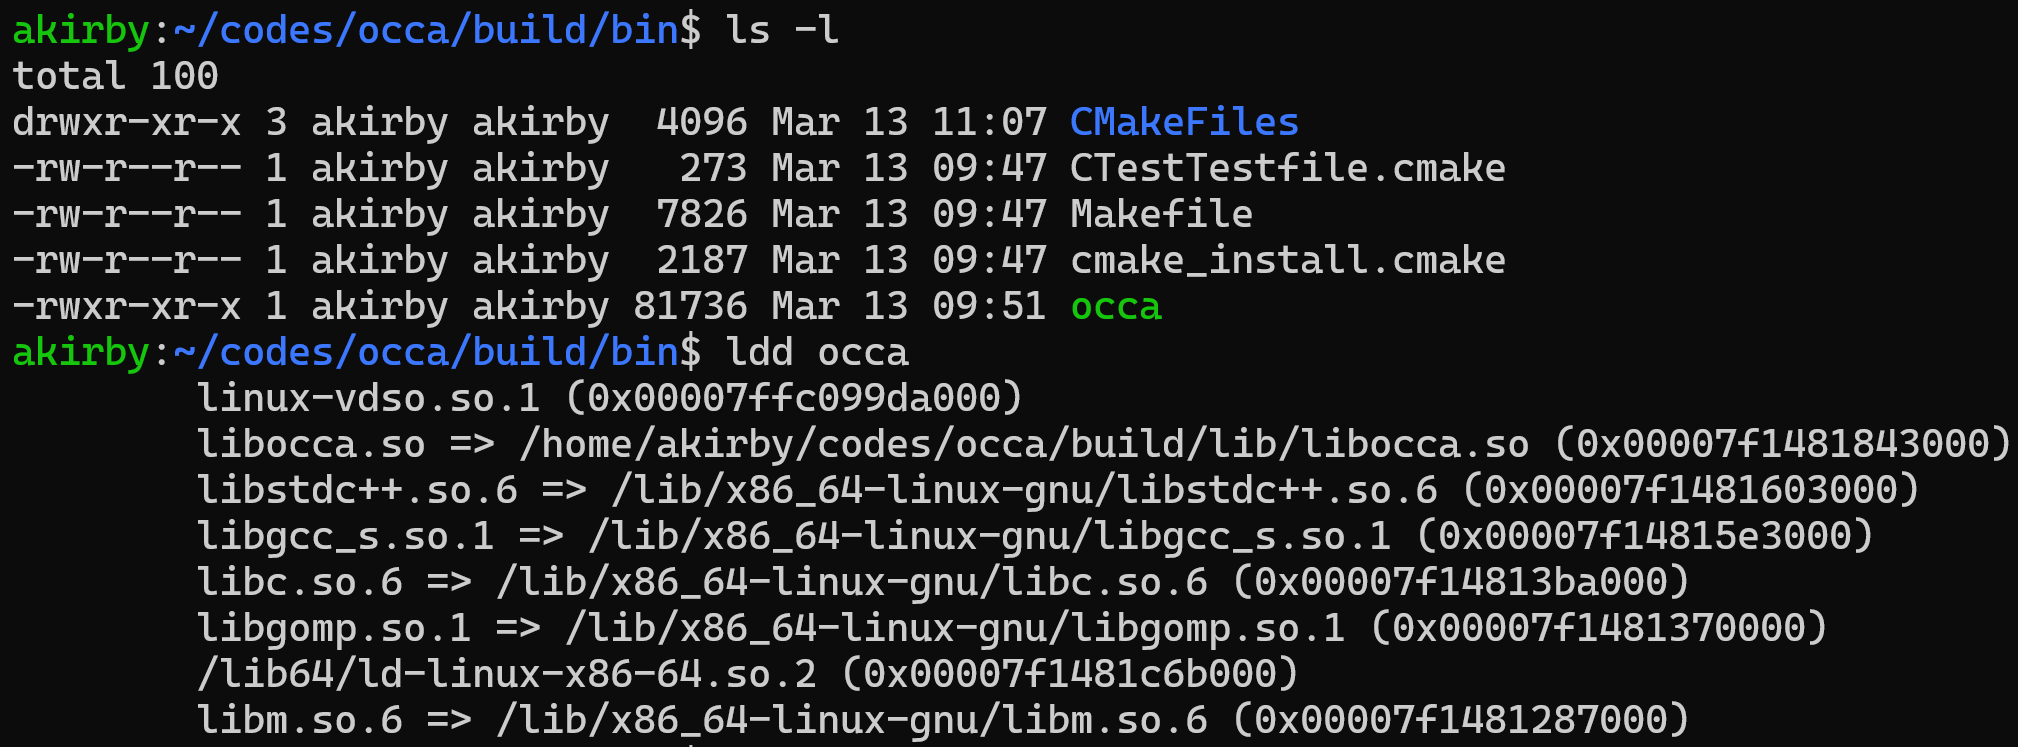 akirby:~/codes/occa/build/bin$ ls -l
total 100
drwxr-xr-x 3 akirby akirby  4096 Mar 13 11:07 CMakeFiles
-rw-r--r-- 1 akirby akirby   273 Mar 13 09:47 CTestTestfile.cmake
-rw-r--r-- 1 akirby akirby  7826 Mar 13 09:47 Makefile
-rw-r--r-- 1 akirby akirby  2187 Mar 13 09:47 cmake_install.cmake
-rwxr-xr-x 1 akirby akirby 81736 Mar 13 09:51 occa
akirby:~/codes/occa/build/bin$ ldd occa
        linux-vdso.so.1 (0x00007ffc099da000)
        libocca.so => /home/akirby/codes/occa/build/lib/libocca.so (0x00007f1481843000)
        libstdc++.so.6 => /lib/x86_64-linux-gnu/libstdc++.so.6 (0x00007f1481603000)
        libgcc_s.so.1 => /lib/x86_64-linux-gnu/libgcc_s.so.1 (0x00007f14815e3000)
        libc.so.6 => /lib/x86_64-linux-gnu/libc.so.6 (0x00007f14813ba000)
        libgomp.so.1 => /lib/x86_64-linux-gnu/libgomp.so.1 (0x00007f1481370000)
        /lib64/ld-linux-x86-64.so.2 (0x00007f1481c6b000)
        libm.so.6 => /lib/x86_64-linux-gnu/libm.so.6 (0x00007f1481287000)